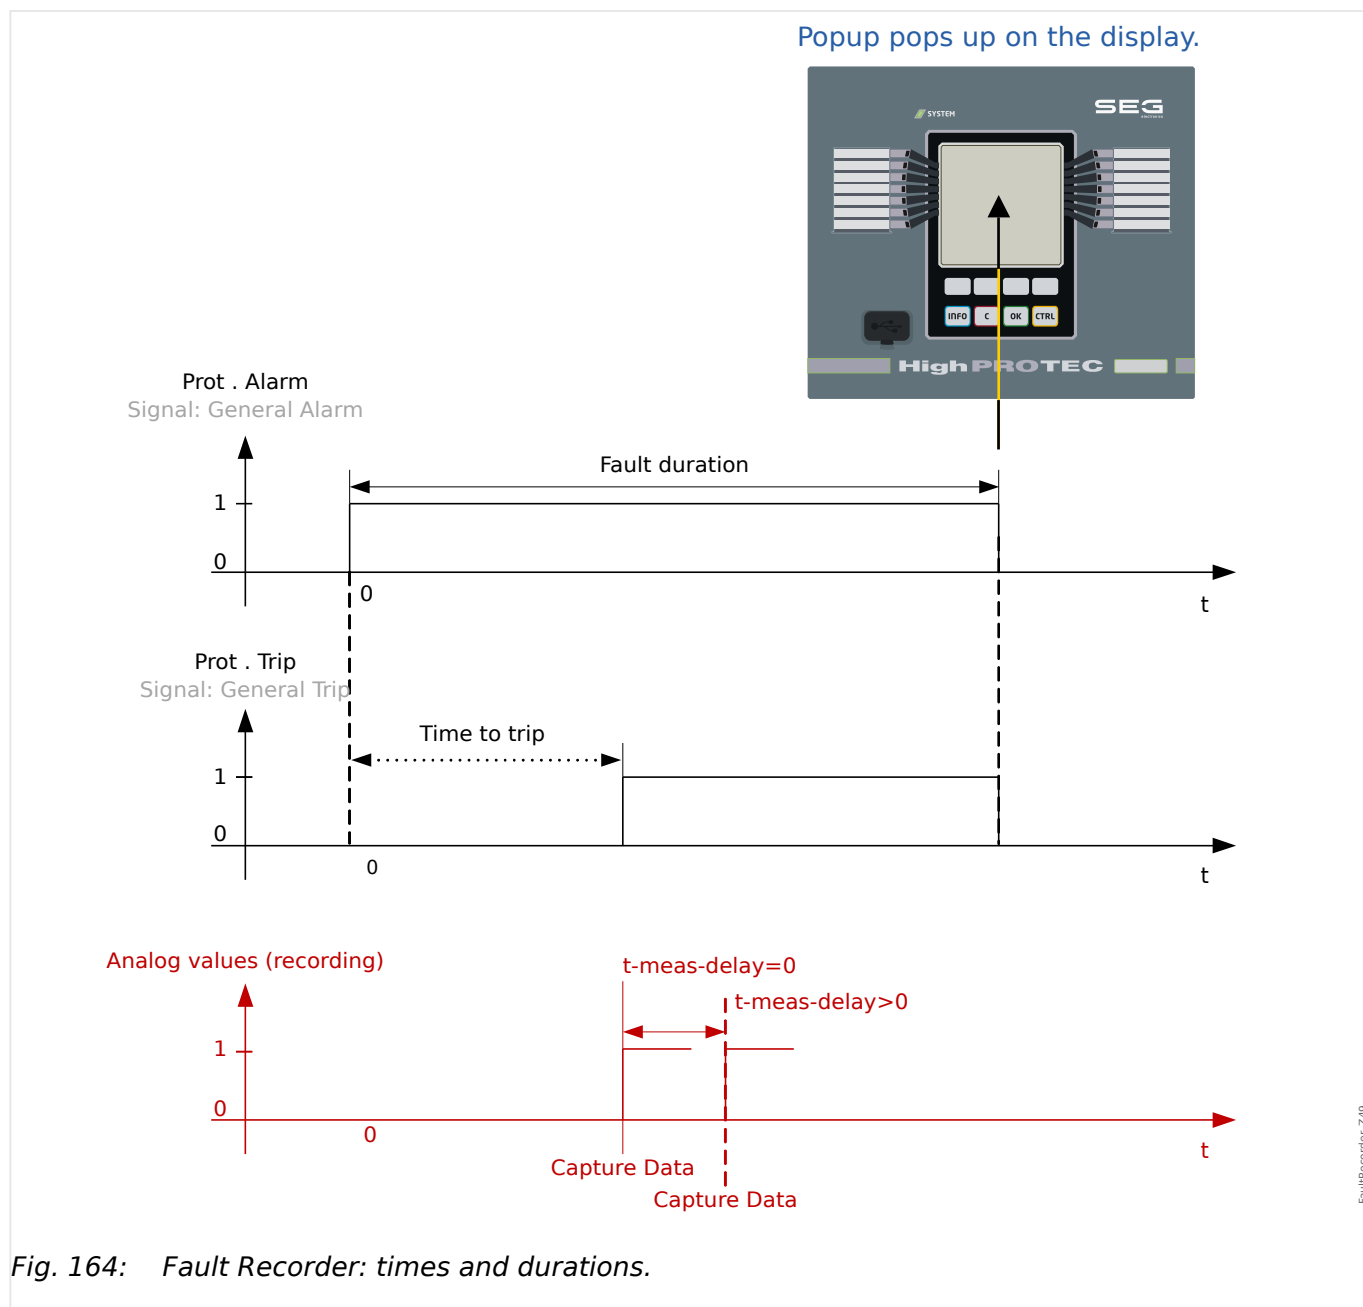 Popup pops up on the display.
SYSTEM
SEG
INFO
C
OK
CTRL
HighPROTEC
Prot . Alarm
Signal: General Alarm
Fault duration
1
0
0
t
Prot . Trip
Signal: General Trip
Time to trip
1
0
0
t
Analog values (recording)
t-meas-delay=0
t-meas-delay>0
1
0
0
t
Capture Data
Capture Data
Fig. 164: Fault Recorder: times and durations.